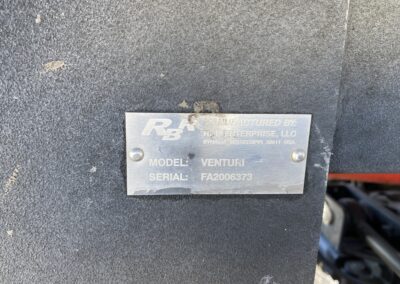 RBR
MANUFACTURED BY:
ENTERPRISE, LLC
MODEL: VENTURI
SERIAL: FA2006373